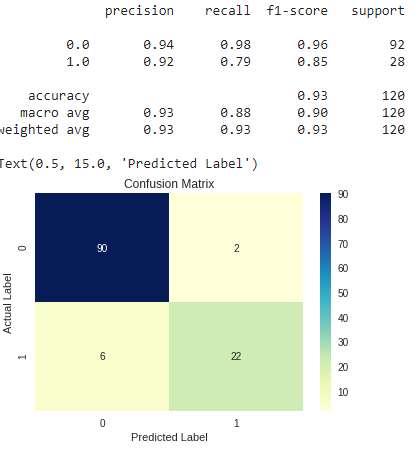 precision recall f1-score support
0.0 0.94 0.98 0.96 92
1.0 0.92 0.79 0.85 28
accuracy 0.93 120
macro avg 0.93 0.88 0.90 120
weighted avg 0.93 0.93 0.93 120
Text(0.5, 15.0, 'Predicted Label')
Confusion Matrix
Actual Label
0
1
90 2
6 22
0 1
Predicted Label
90
80
70
60
50
40
30
20
10